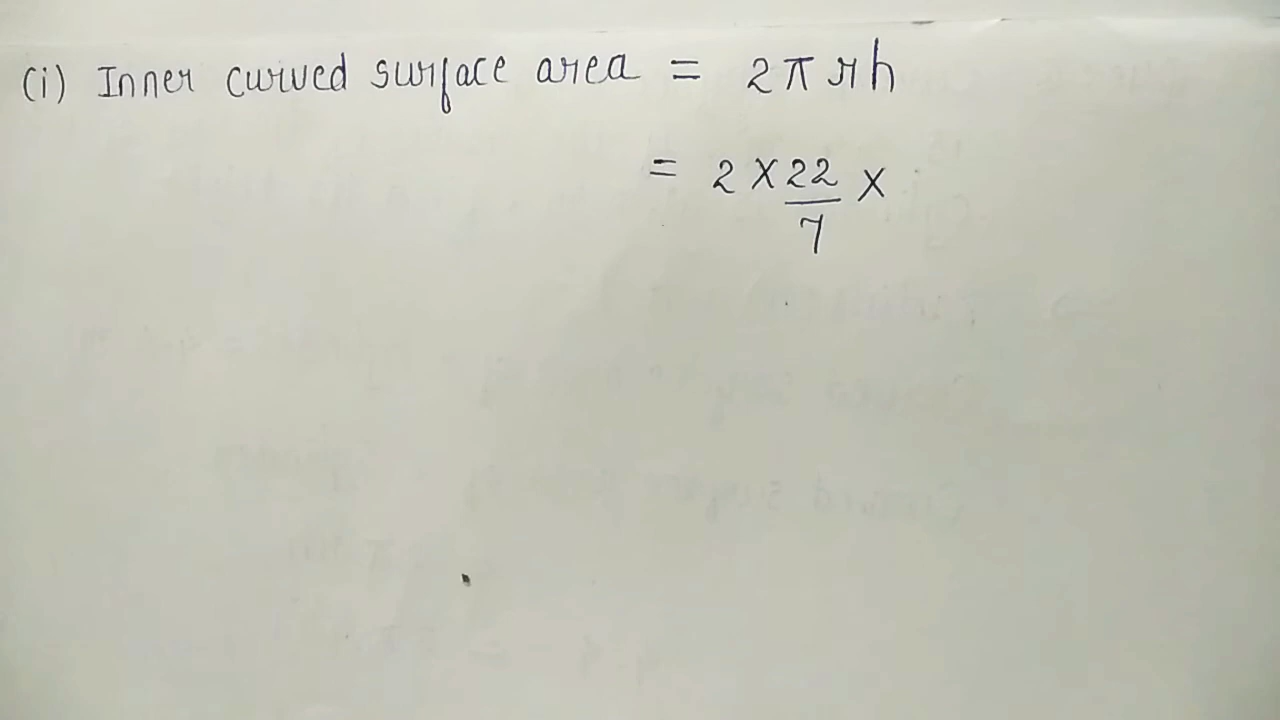 (i) Inner curved surface area = 2πrh
= 2 × 22/7 ×